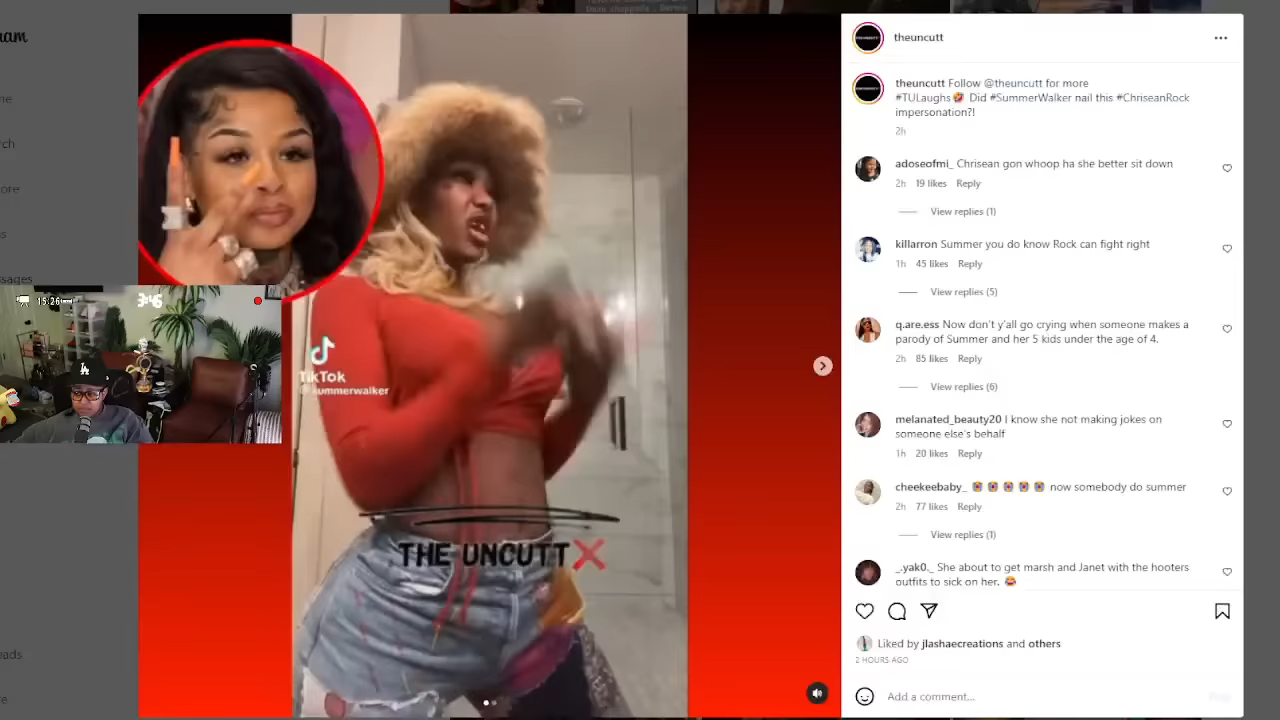 theuncutt
theuncutt Follow @theuncutt for more
#TULaughs🤣 Did #SummerWalker nail this #ChriseanRock
impersonation?!
2h
adoseofmi_ Chrisean gon whoop ha she better sit down
2h 19 likes Reply
View replies (1)
killarron Summer you do know Rock can fight right
1h 45 likes Reply
View replies (5)
q.are.ess Now don't y'all go crying when someone makes a
parody of Summer and her 5 kids under the age of 4.
2h 85 likes Reply
View replies (6)
melanated_beauty20 I know she not making jokes on
someone else's behalf
1h 20 likes Reply
cheekeebaby_ now somebody do summer
2h 77 likes Reply
View replies (1)
_.yak0._ She about to get marsh and Janet with the hooters
outfits to sick on her. 😂
Liked by jlashaecreations and others
2 HOURS AGO
Add a comment...
TikTok
summerwalker
THE UNCUTT❌
15:26
3:46
LA